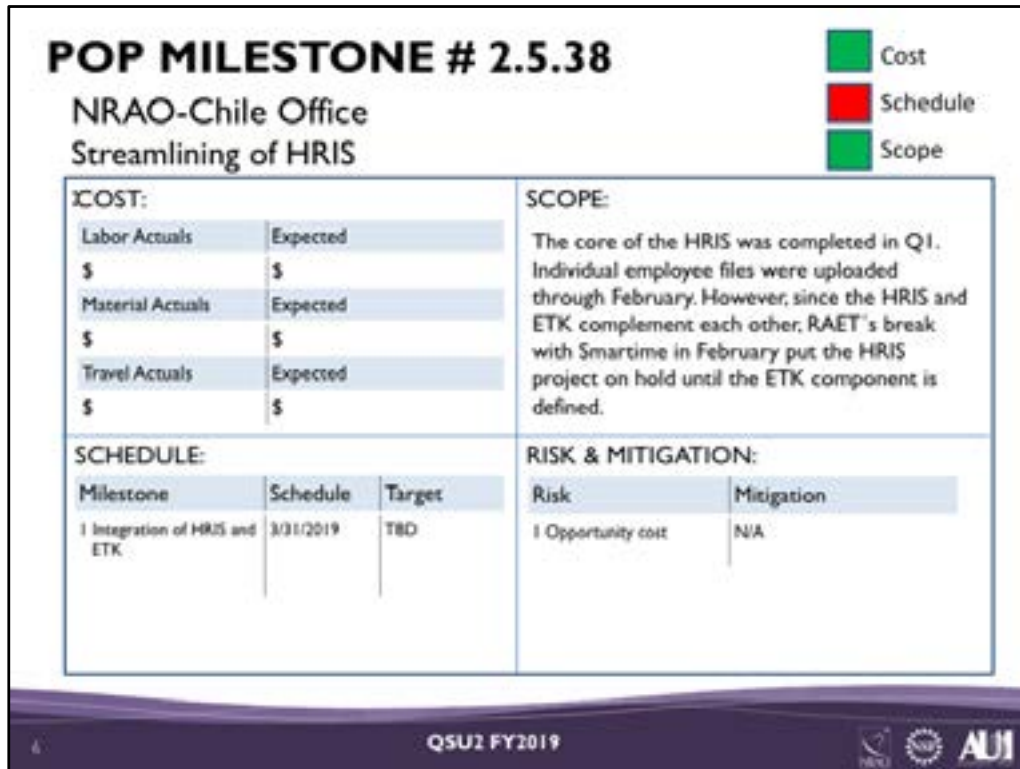 POP MILESTONE # 2.5.38
NRAO-Chile Office
Streamlining of HRIS
Cost
Schedule
Scope
COST:
Labor Actuals Expected
$ $
Material Actuals Expected
$ $
Travel Actuals Expected
$ $
SCOPE:
The core of the HRIS was completed in Q1.
Individual employee files were uploaded
through February. However, since the HRIS and
ETK complement each other, RAET´s break
with Smartime in February put the HRIS
project on hold until the ETK component is
defined.
SCHEDULE:
Milestone Schedule Target
1 Integration of HRIS and 3/31/2019 TBD
ETK
RISK & MITIGATION:
Risk Mitigation
1 Opportunity cost N/A
6
QSU2 FY2019
NRAO
NSF
AUI